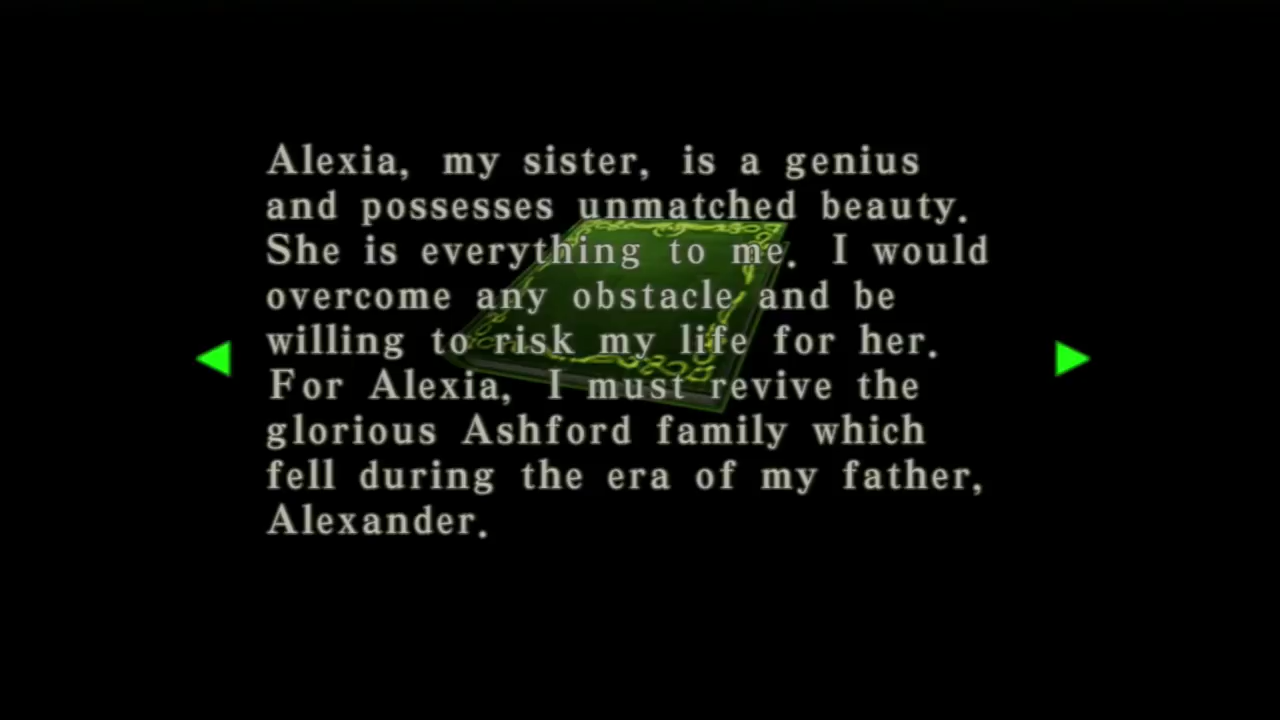 Alexia, my sister, is a genius
and possesses unmatched beauty.
She is everything to me. I would
overcome any obstacle and be
willing to risk my life for her.
For Alexia, I must revive the
glorious Ashford family which
fell during the era of my father,
Alexander.